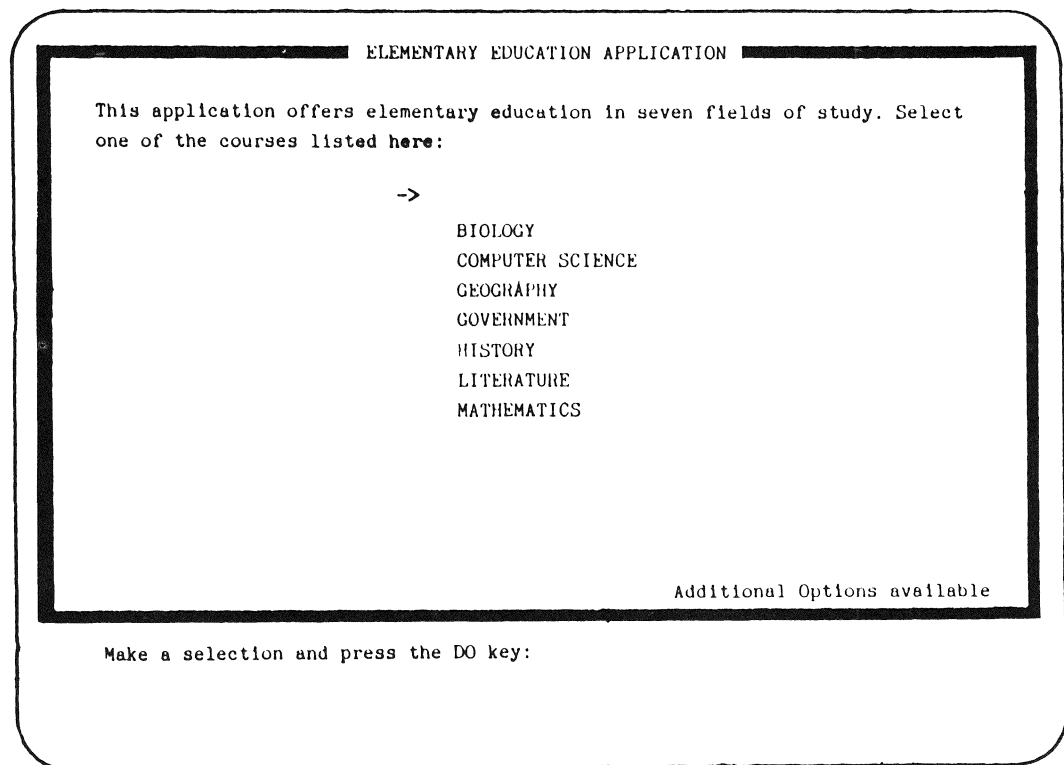 ELEMENTARY EDUCATION APPLICATION
This application offers elementary education in seven fields of study. Select
one of the courses listed here:
->
BIOLOGY
COMPUTER SCIENCE
GEOGRAPHY
GOVERNMENT
HISTORY
LITERATURE
MATHEMATICS
Additional Options available
Make a selection and press the DO key: